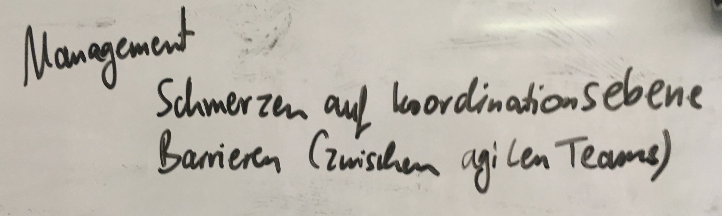 Management
Schmerzen auf Koordinationsebene
Barrieren (zwischen agilen Teams)